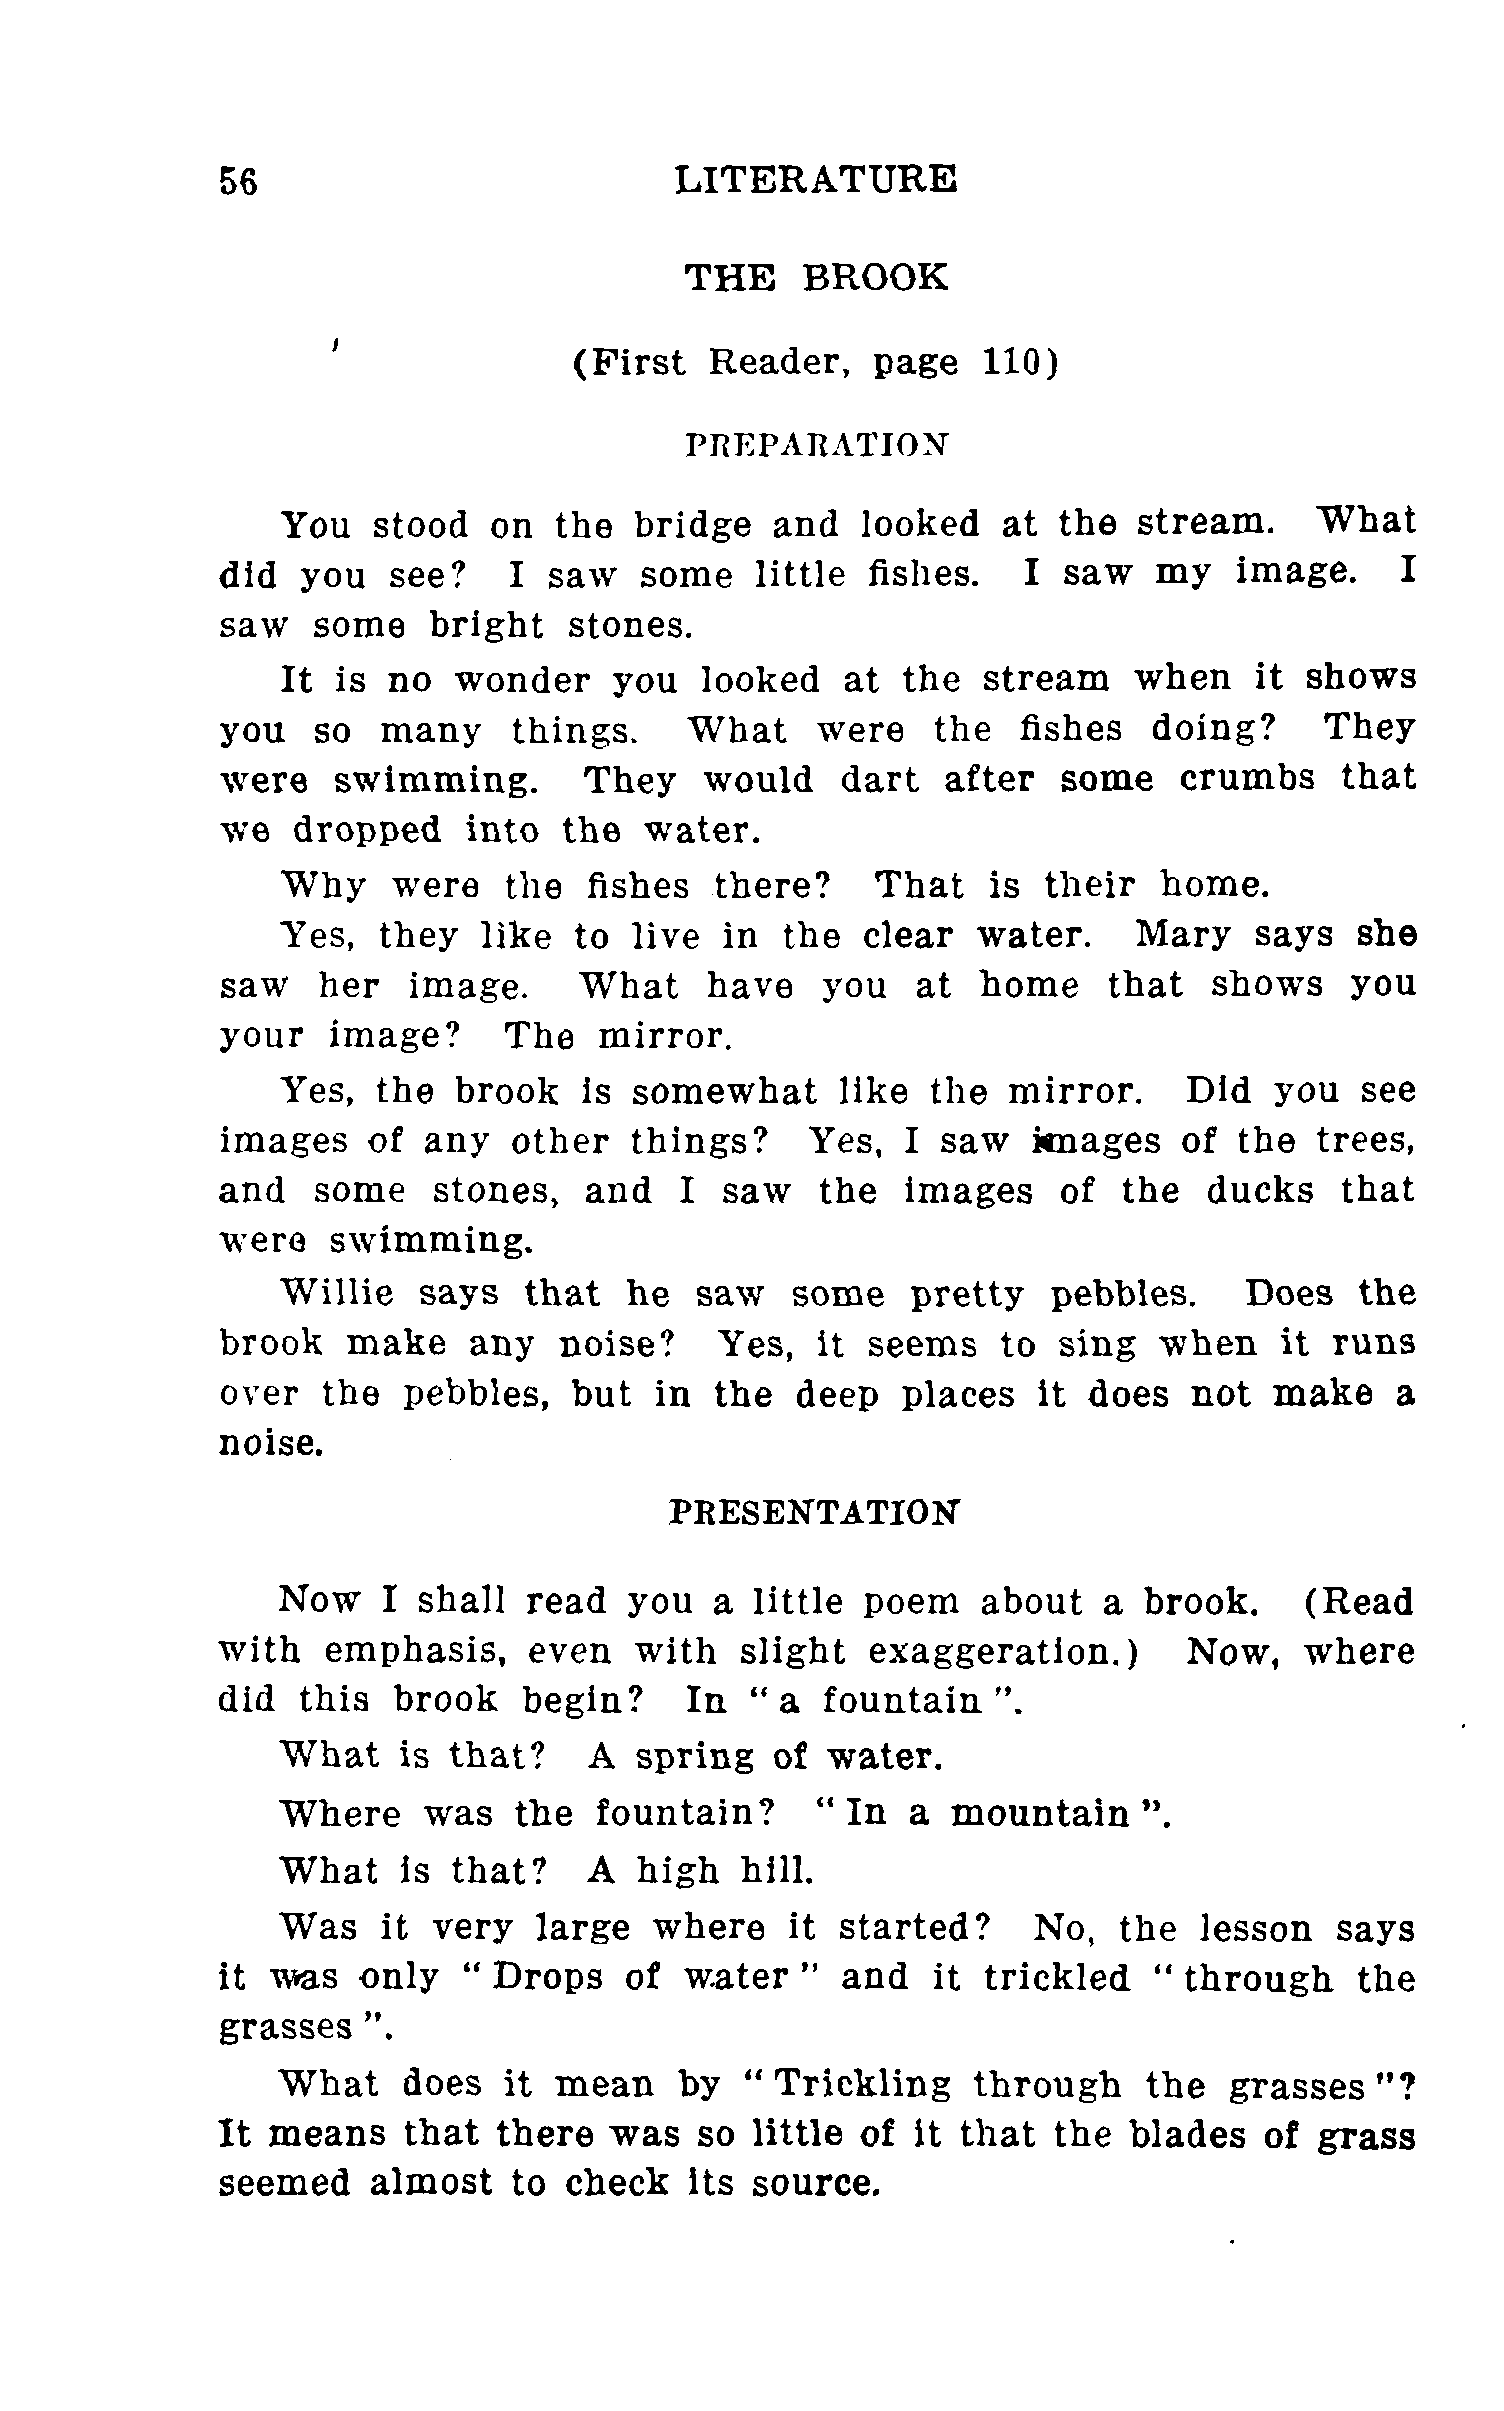 56 LITERATURE
THE BROOK
(First Reader, page 110)
PREPARATION
You stood on the bridge and looked at the stream. What
did you see? I saw some little fishes. I saw my image. I
saw some bright stones.
It is no wonder you looked at the stream when it shows
you so many things. What were the fishes doing? They
were swimming. They would dart after some crumbs that
we dropped into the water.
Why were the fishes there? That is their home.
Yes, they like to live in the clear water. Mary says she
saw her image. What have you at home that shows you
your image? The mirror.
Yes, the brook is somewhat like the mirror. Did you see
images of any other things? Yes, I saw images of the trees,
and some stones, and I saw the images of the ducks that
were swimming.
Willie says that he saw some pretty pebbles. Does the
brook make any noise? Yes, it seems to sing when it runs
over the pebbles, but in the deep places it does not make a
noise.
PRESENTATION
Now I shall read you a little poem about a brook. (Read
with emphasis, even with slight exaggeration.) Now, where
did this brook begin? In "a fountain".
What is that? A spring of water.
Where was the fountain? "In a mountain".
What is that? A high hill.
Was it very large where it started? No, the lesson says
it was only "Drops of water" and it trickled "through the
grasses".
What does it mean by "Trickling through the grasses"?
It means that there was so little of it that the blades of grass
seemed almost to check its source.